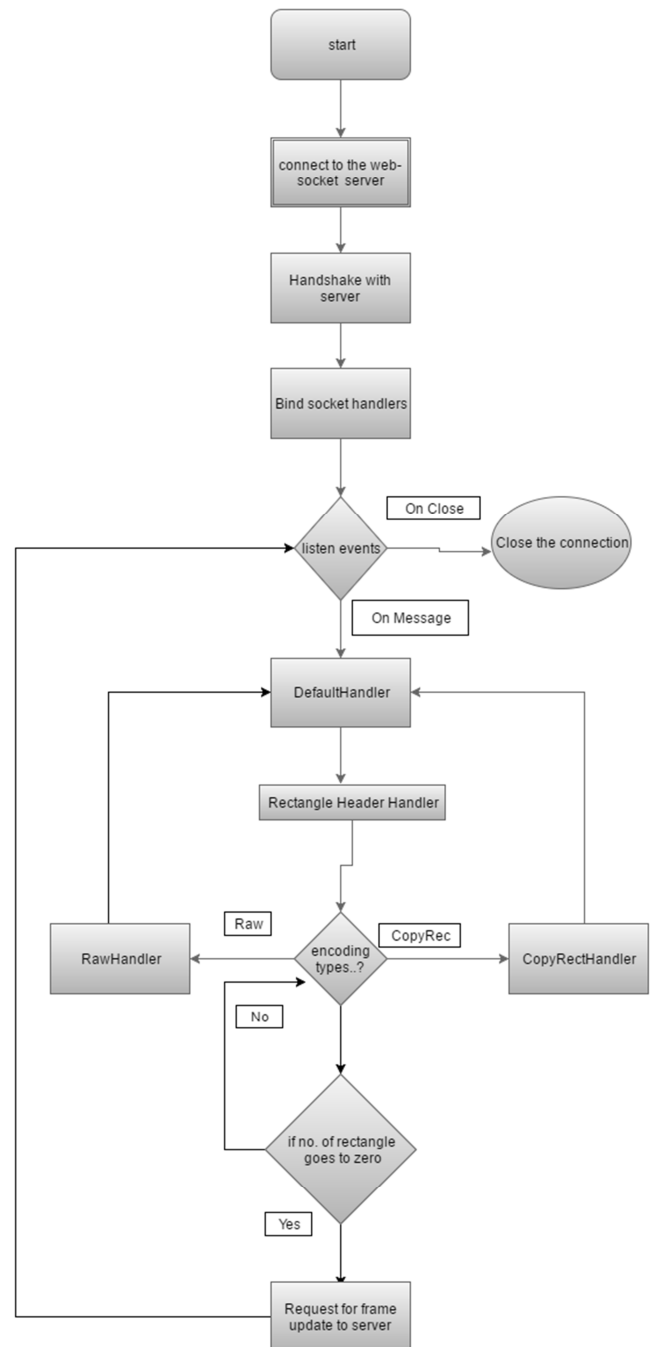 start
connect to the web-
socket server
Handshake with
server
Bind socket handlers
On Close
listen events
Close the connection
On Message
DefaultHandler
Rectangle Header Handler
Raw
CopyRec
encoding
types..?
RawHandler
CopyRectHandler
No
if no. of rectangle
goes to zero
Yes
Request for frame
update to server